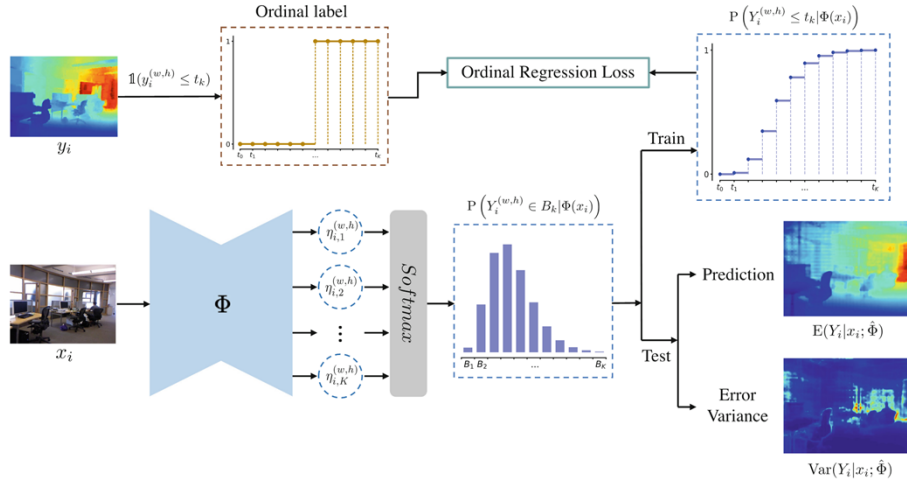 Ordinal label
P(Y_i^{(w,h)} ≤ t_k|Φ(x_i))
𝟙(y_i^{(w,h)} ≤ t_k)
1
0
t_0 t_1 ... t_K
Ordinal Regression Loss
1
0
t_0 t_1 ... t_K
y_i
Train
P(Y_i^{(w,h)} ∈ B_k|Φ(x_i))
η_{i,1}^{(w,h)}
η_{i,2}^{(w,h)}
⋮
η_{i,K}^{(w,h)}
Φ
Softmax
B_1 B_2 ... B_K
x_i
Test
Prediction
E(Y_i|x_i; Φ̂)
Error
Variance
Var(Y_i|x_i; Φ̂)